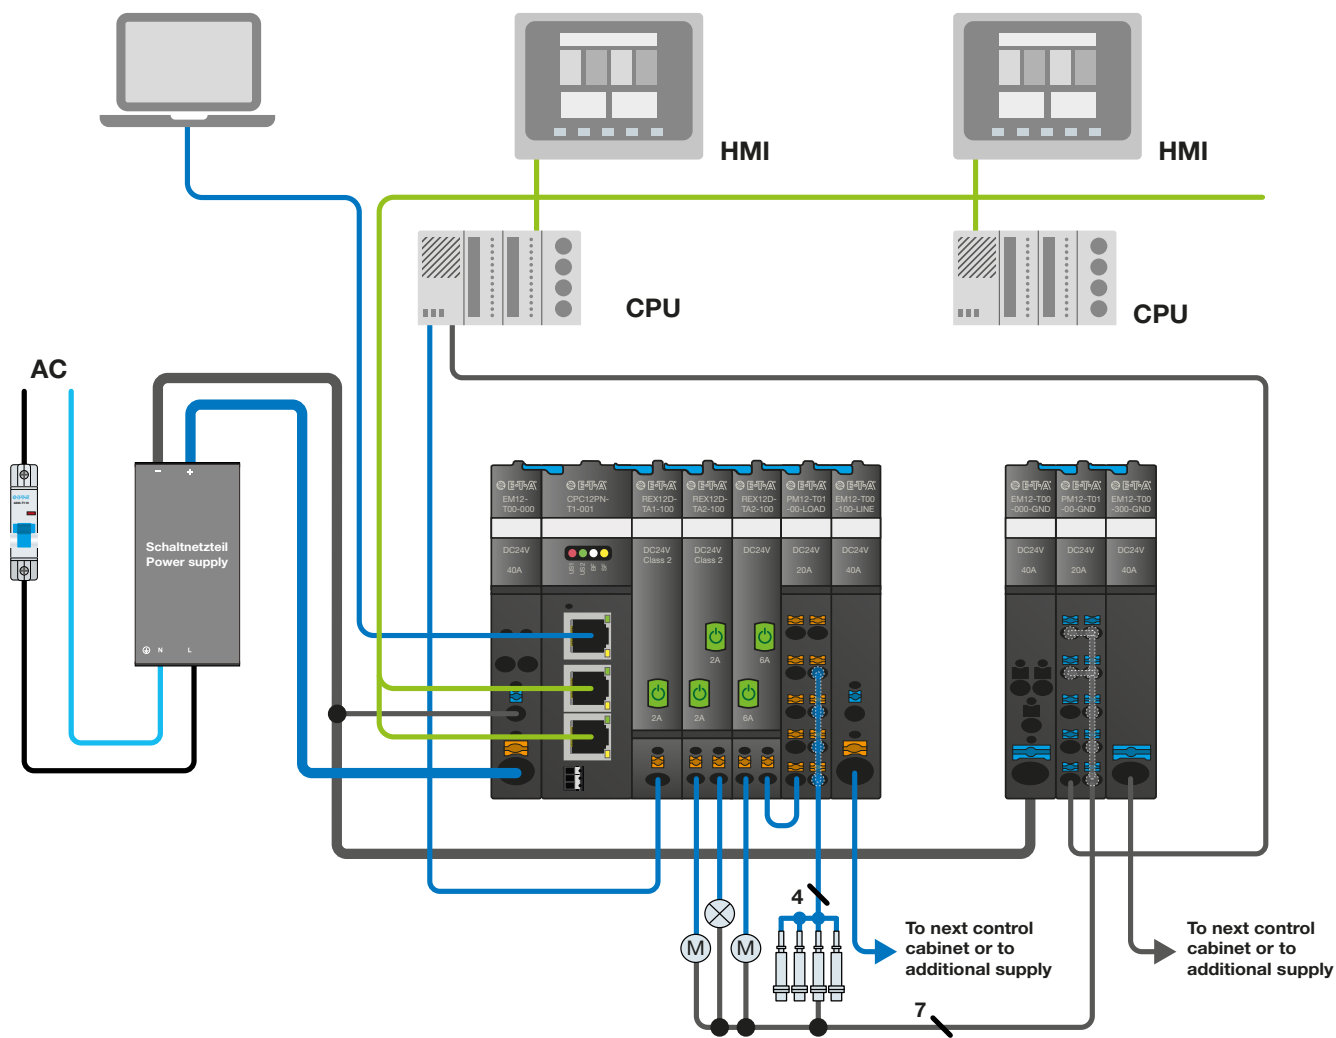 HMI
HMI
CPU
CPU
AC
- +
Schaltnetzteil
Power supply
N L
E-T-A
EM12-
T00-000
DC24V
40A
E-T-A
CPC12PN-
T1-001
US1
US2
BF
SF
E-T-A
REX12D-
TA1-100
DC24V
Class 2
2A
E-T-A
REX12D-
TA2-100
DC24V
Class 2
2A
2A
E-T-A
REX12D-
TA2-100
DC24V
6A
6A
E-T-A
PM12-T01
-00-LOAD
DC24V
20A
E-T-A
EM12-T00
-100-LINE
DC24V
40A
E-T-A
EM12-T00
-000-GND
DC24V
40A
E-T-A
PM12-T01
-00-GND
DC24V
20A
E-T-A
EM12-T00
-300-GND
DC24V
40A
4
M
M
7
To next control
cabinet or to
additional supply
To next control
cabinet or to
additional supply